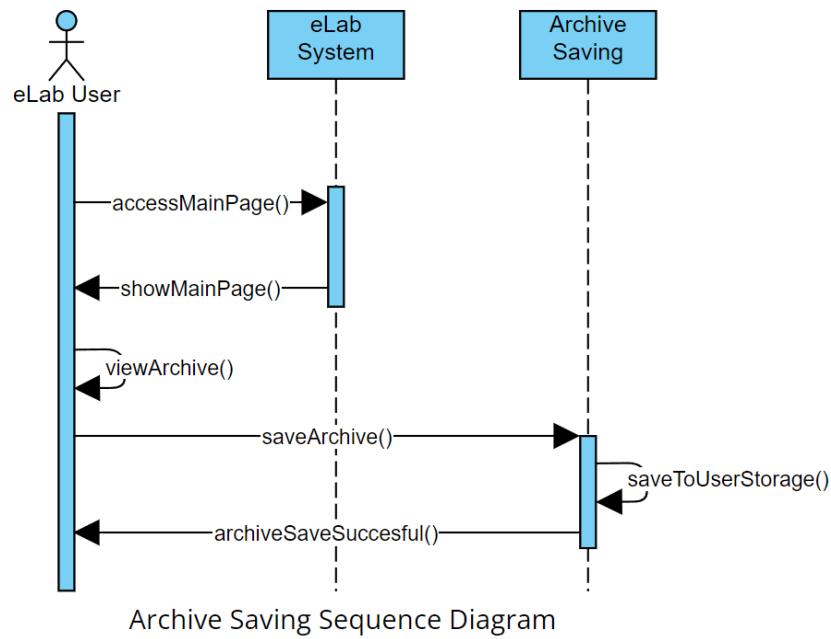 eLab User
eLab
System
Archive
Saving
accessMainPage()
showMainPage()
viewArchive()
saveArchive()
saveToUserStorage()
archiveSaveSuccesful()
Archive Saving Sequence Diagram